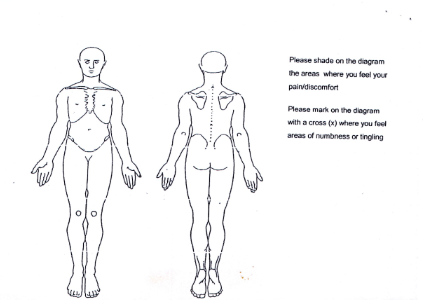 Please shade on the diagram
the areas where you feel your
pain/discomfort
Please mark on the diagram
with a cross (x) where you feel
areas of numbness or tingling